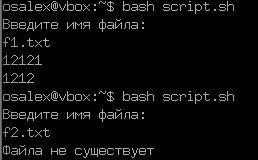 osalex@vbox:~$ bash script.sh
Введите имя файла:
f1.txt
12121
1212
osalex@vbox:~$ bash script.sh
Введите имя файла:
f2.txt
Файла не существует